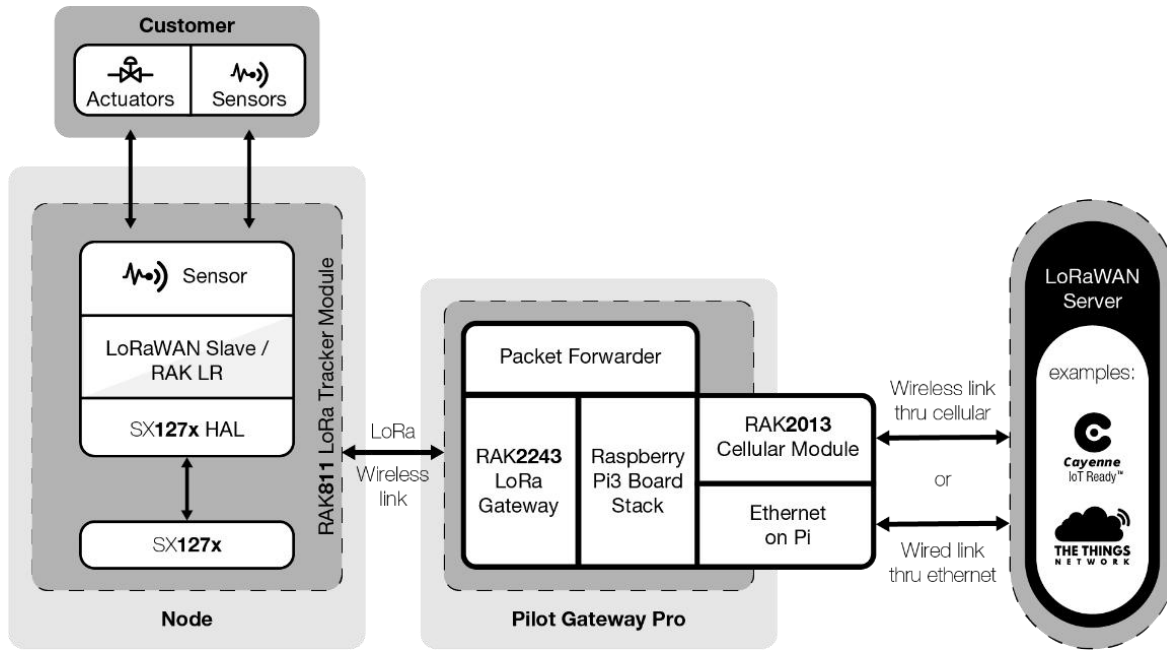 Customer
Actuators
Sensors
Sensor
LoRaWAN Slave /
RAK LR
SX127x HAL
SX127x
RAK811 LoRa Tracker Module
Node
LoRa
Wireless
link
Packet Forwarder
RAK2243
LoRa
Gateway
Raspberry
Pi3 Board
Stack
RAK2013
Cellular Module
Ethernet
on Pi
Pilot Gateway Pro
Wireless link
thru cellular
or
Wired link
thru ethernet
LoRaWAN
Server
examples:
Cayenne
IoT Ready™
THE THINGS
NETWORK